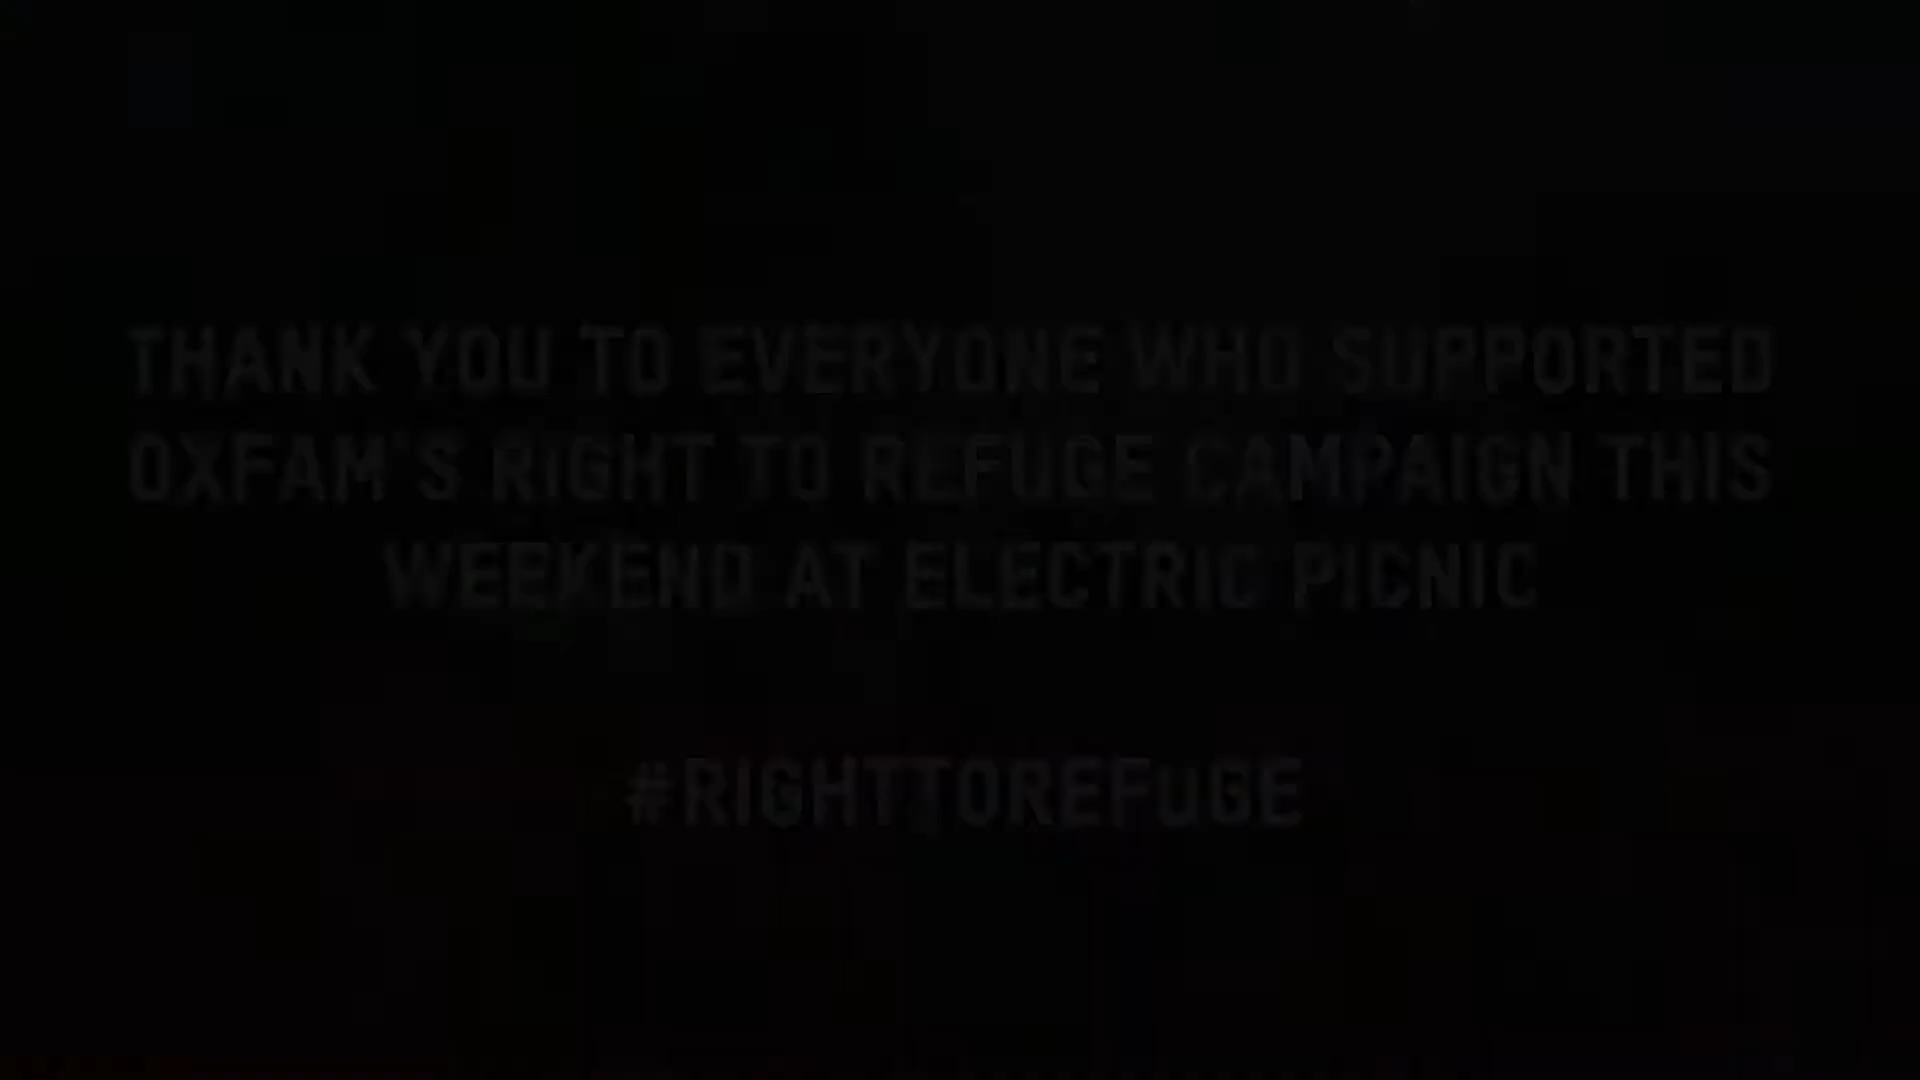 THANK YOU TO EVERYONE WHO SUPPORTED
OXFAM'S RIGHT TO REFUGE CAMPAIGN THIS
WEEKEND AT ELECTRIC PICNIC
#RIGHTTOREFUGE